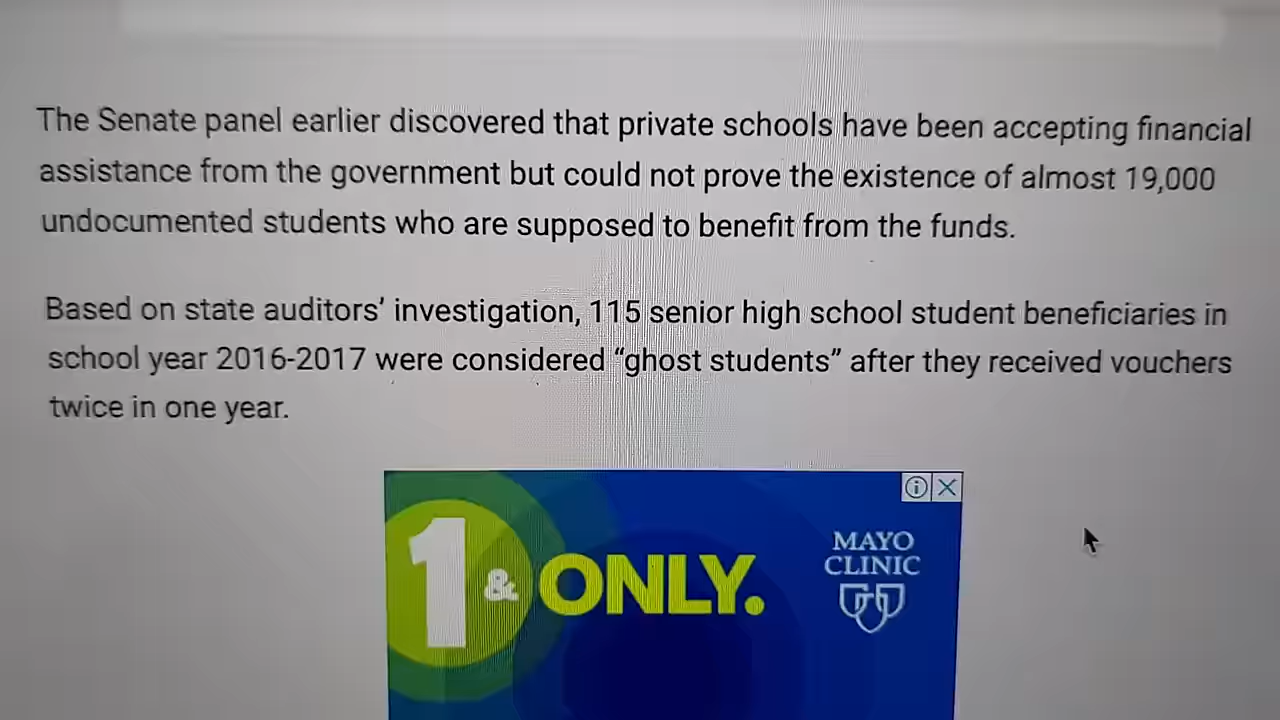 The Senate panel earlier discovered that private schools have been accepting financial
assistance from the government but could not prove the existence of almost 19,000
undocumented students who are supposed to benefit from the funds.
Based on state auditors’ investigation, 115 senior high school student beneficiaries in
school year 2016-2017 were considered “ghost students” after they received vouchers
twice in one year.
1 & ONLY.
MAYO
CLINIC